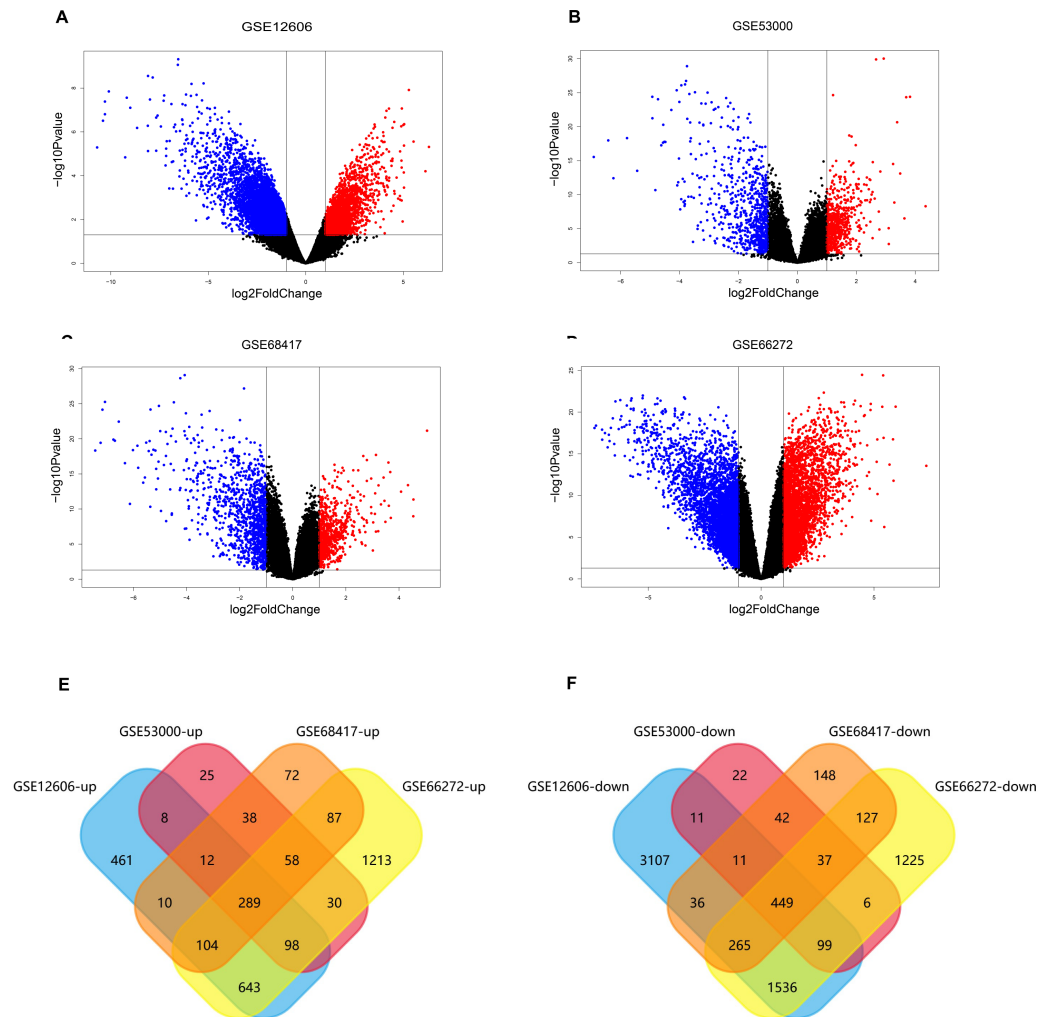 A
GSE12606
−log10Pvalue
0 2 4 6 8
−10 −5 0 5
log2FoldChange
B
GSE53000
−log10Pvalue
0 5 10 15 20 25 30
−6 −4 −2 0 2 4
log2FoldChange
GSE68417
−log10Pvalue
0 5 10 15 20 25 30
−6 −4 −2 0 2 4
log2FoldChange
GSE66272
−log10Pvalue
0 5 10 15 20 25
−5 0 5
log2FoldChange
E
GSE53000-up
GSE68417-up
GSE12606-up
GSE66272-up
25
72
8
38
87
461
12
58
1213
10
289
30
104
98
643
F
GSE53000-down
GSE68417-down
GSE12606-down
GSE66272-down
22
148
11
42
127
3107
11
37
1225
36
449
6
265
99
1536